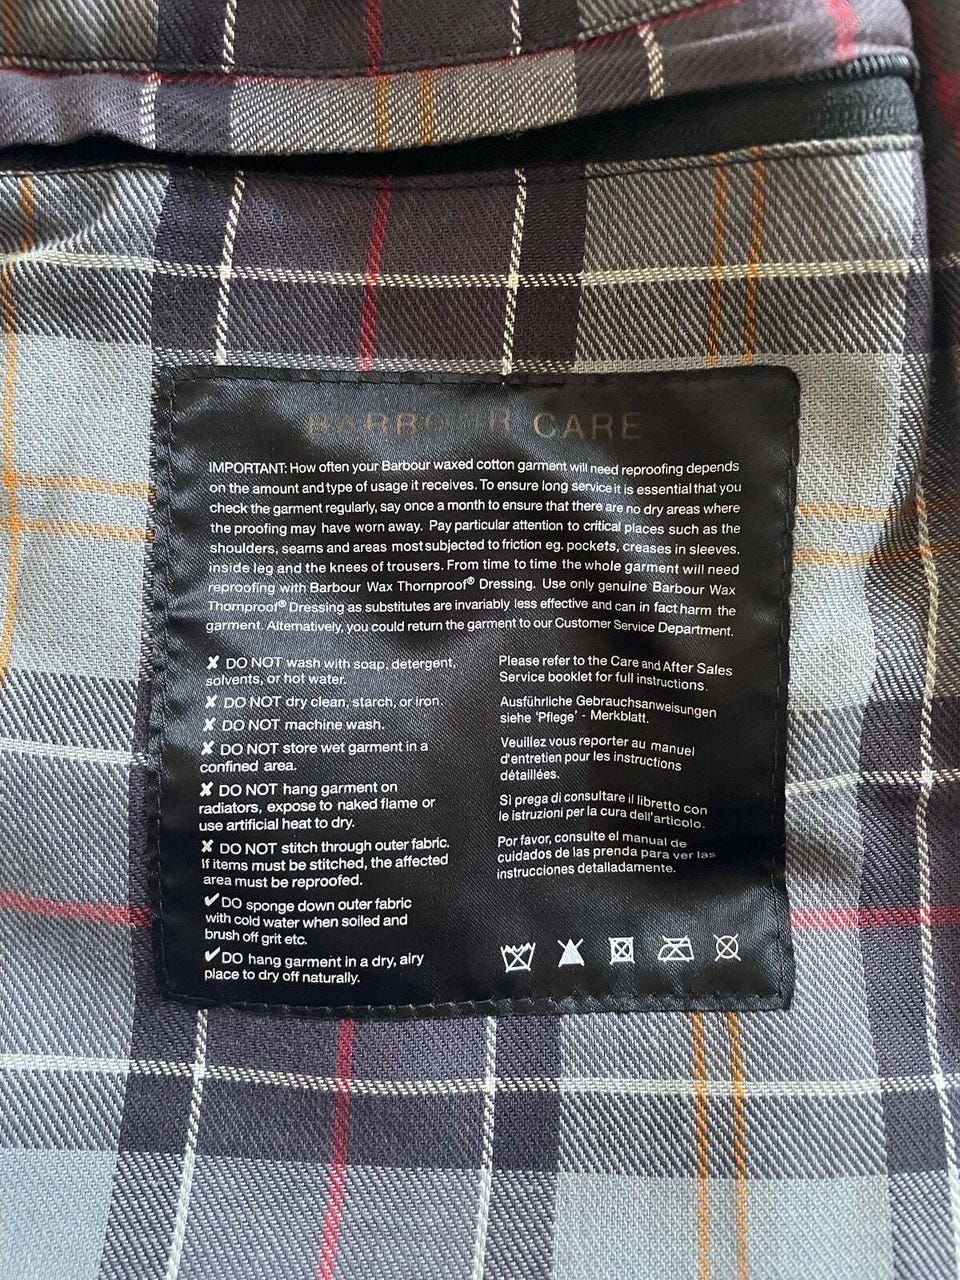 BARBOUR CARE
IMPORTANT: How often your Barbour waxed cotton garment will need reproofing depends
on the amount and type of usage it receives. To ensure long service it is essential that you
check the garment regularly, say once a month to ensure that there are no dry areas where
the proofing may have worn away. Pay particular attention to critical places such as the
shoulders, seams and areas most subjected to friction eg. pockets, creases in sleeves.
inside leg and the knees of trousers. From time to time the whole garment will need
reproofing with Barbour Wax Thornproof® Dressing. Use only genuine Barbour Wax
Thornproof® Dressing as substitutes are invariably less effective and can in fact harm the
garment. Alternatively, you could return the garment to our Customer Service Department.
✘ DO NOT wash with soap, detergent,
solvents, or hot water.
✘ DO NOT dry clean, starch, or iron.
✘ DO NOT machine wash.
✘ DO NOT store wet garment in a
confined area.
✘ DO NOT hang garment on
radiators, expose to naked flame or
use artificial heat to dry.
✘ DO NOT stitch through outer fabric.
If items must be stitched, the affected
area must be reproofed.
✔ DO sponge down outer fabric
with cold water when soiled and
brush off grit etc.
✔ DO hang garment in a dry, airy
place to dry off naturally.
Please refer to the Care and After Sales
Service booklet for full instructions.
Ausführliche Gebrauchsanweisungen
siehe 'Pflege' - Merkblatt.
Veuillez vous reporter au manuel
d'entretien pour les instructions
détaillées.
Si prega di consultare il libretto con
le istruzioni per la cura dell'articolo.
Por favor, consulte el manual de
cuidados de las prenda para ver las
instrucciones detalladamente.